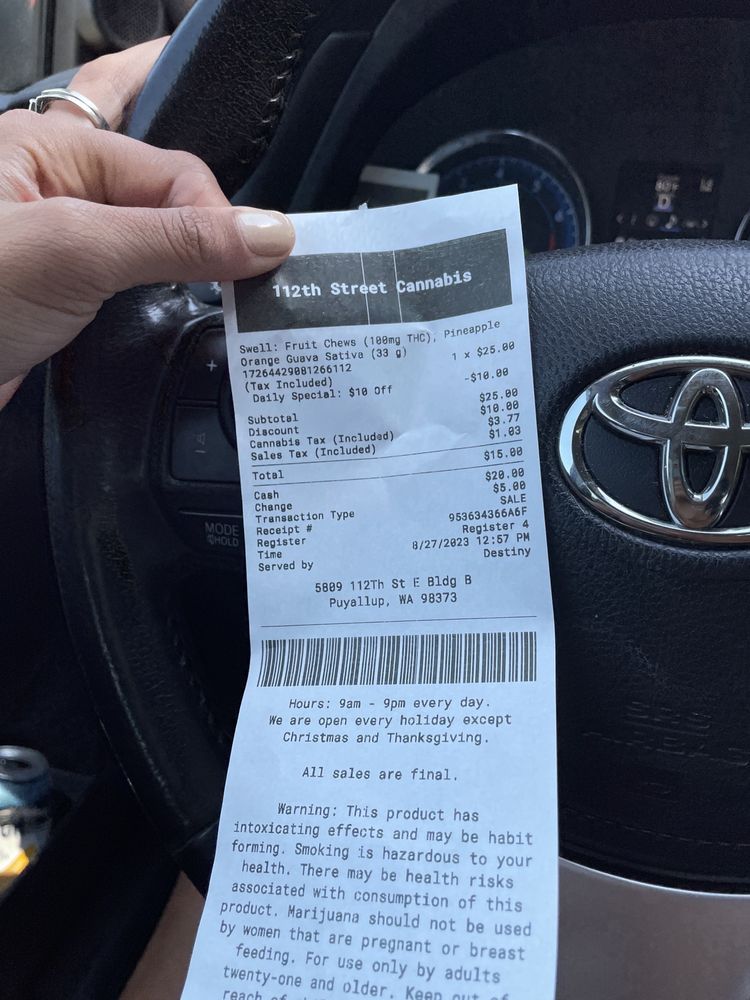 112th Street Cannabis
Swell: Fruit Chews (100mg THC), Pineapple
Orange Guava Sativa (33 g) 1 x $25.00
17264429081266112
(Tax Included)
Daily Special: $10 Off -$10.00
Subtotal $25.00
Discount $10.00
Cannabis Tax (Included) $3.77
Sales Tax (Included) $1.03
Total $15.00
Cash $20.00
Change $5.00
Transaction Type SALE
Receipt # 953634366A6F
Register Register 4
Time 8/27/2023 12:57 PM
Served by Destiny
5809 112Th St E Bldg B
Puyallup, WA 98373
Hours: 9am - 9pm every day.
We are open every holiday except
Christmas and Thanksgiving.
All sales are final.
Warning: This product has
intoxicating effects and may be habit
forming. Smoking is hazardous to your
health. There may be health risks
associated with consumption of this
product. Marijuana should not be used
by women that are pregnant or breast
feeding. For use only by adults
twenty-one and older. Keep out of
reach of
MODE
HOLD